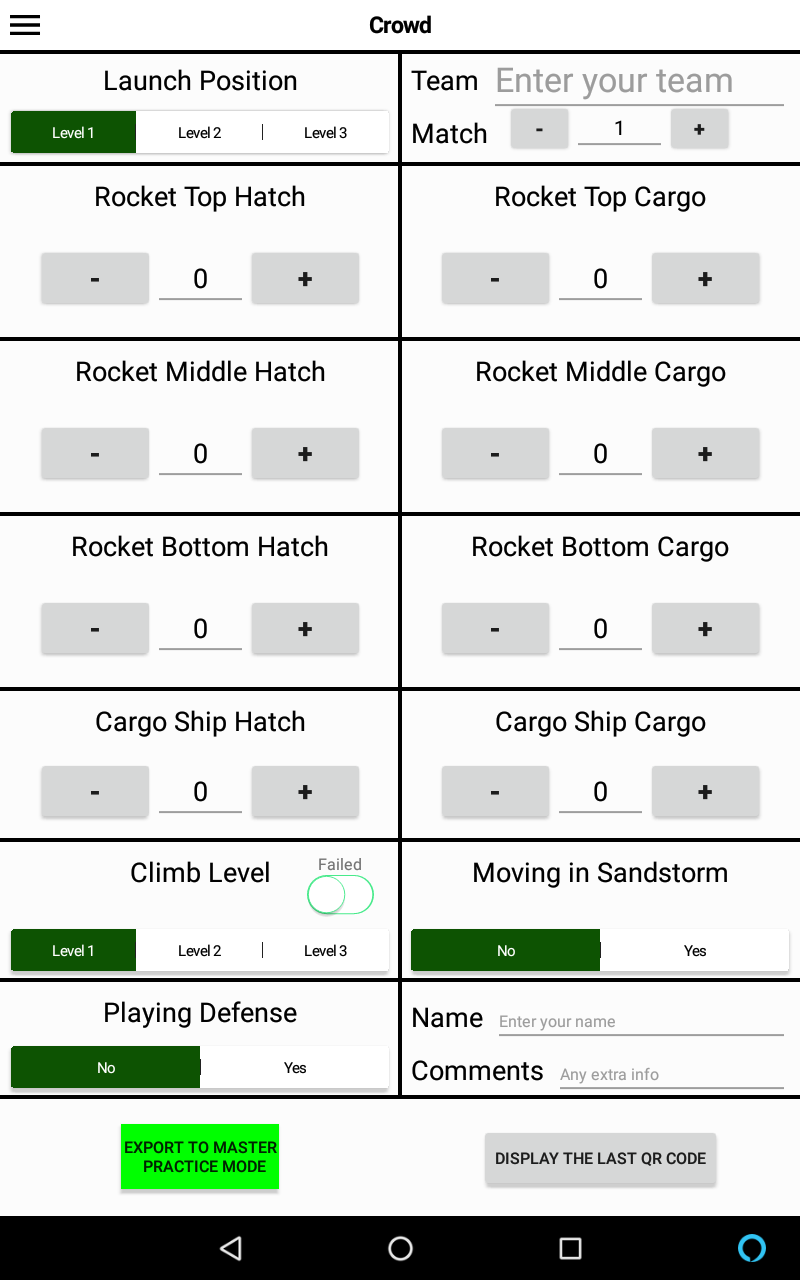 Crowd
Launch Position
Level 1 Level 2 Level 3
Team Enter your team
Match - 1 +
Rocket Top Hatch
- 0 +
Rocket Top Cargo
- 0 +
Rocket Middle Hatch
- 0 +
Rocket Middle Cargo
- 0 +
Rocket Bottom Hatch
- 0 +
Rocket Bottom Cargo
- 0 +
Cargo Ship Hatch
- 0 +
Cargo Ship Cargo
- 0 +
Climb Level
Failed
Level 1 Level 2 Level 3
Moving in Sandstorm
No Yes
Playing Defense
No Yes
Name Enter your name
Comments Any extra info
EXPORT TO MASTER
PRACTICE MODE
DISPLAY THE LAST QR CODE